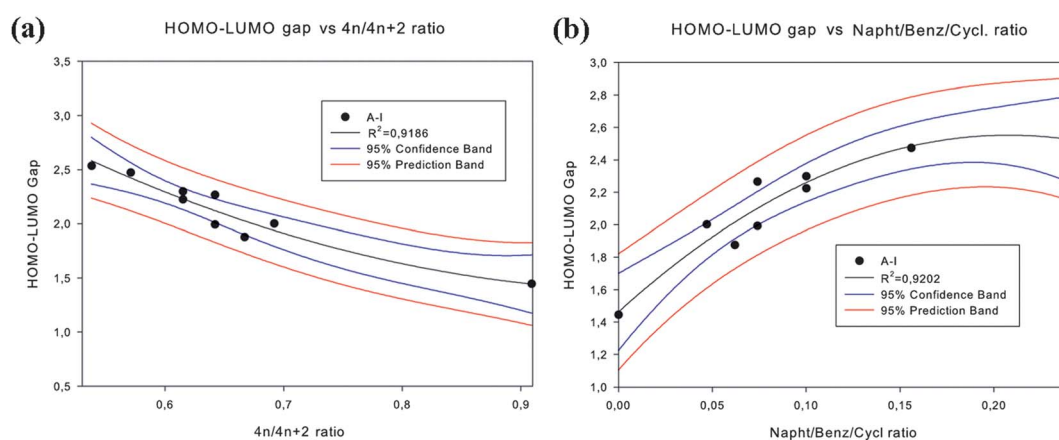 (a)
HOMO-LUMO gap vs 4n/4n+2 ratio
3,5
3,0
2,5
2,0
1,5
1,0
0,5
HOMO-LUMO Gap
A-I
R²=0,9186
95% Confidence Band
95% Prediction Band
0,6 0,7 0,8 0,9
4n/4n+2 ratio
(b)
HOMO-LUMO gap vs Napht/Benz/Cycl. ratio
3,0
2,8
2,6
2,4
2,2
2,0
1,8
1,6
1,4
1,2
1,0
HOMO-LUMO Gap
A-I
R²=0,9202
95% Confidence Band
95% Prediction Band
0,00 0,05 0,10 0,15 0,20
Napht/Benz/Cycl ratio